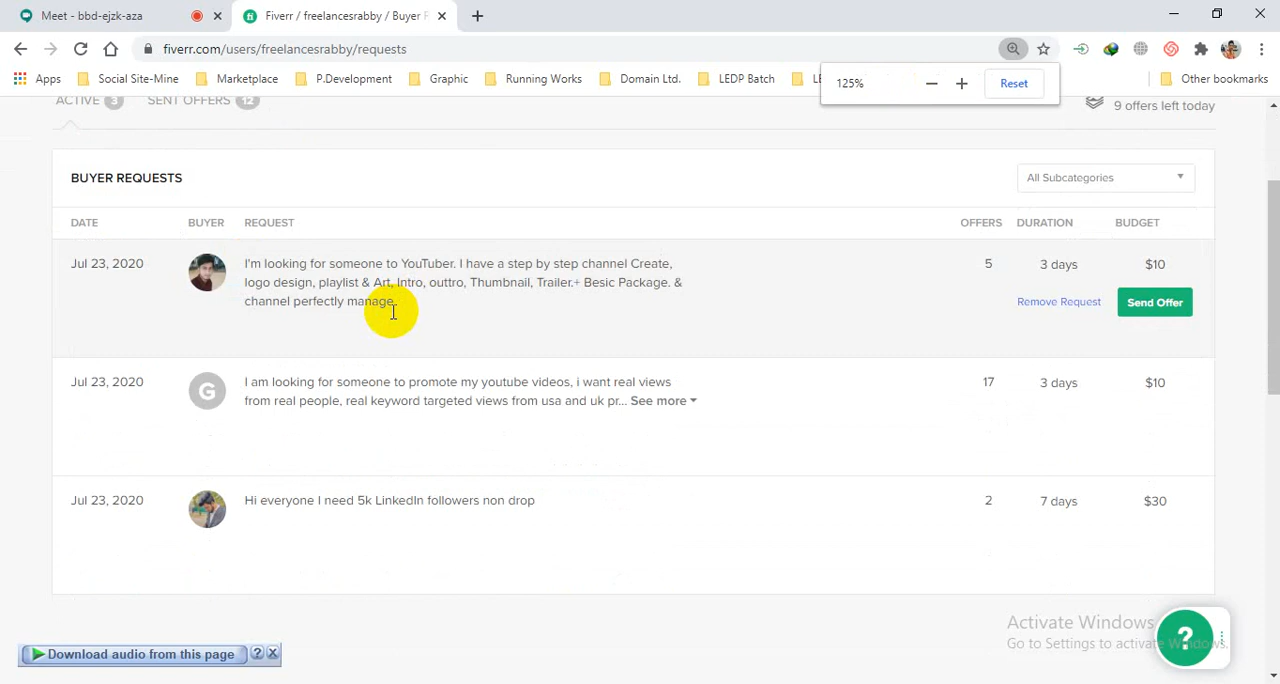 Meet - bbd-ejzk-aza
Fiverr / freelancesrabby / Buyer R
fiverr.com/users/freelancesrabby/requests
Apps
Social Site-Mine
Marketplace
P.Development
Graphic
Running Works
Domain Ltd.
LEDP Batch
Other bookmarks
125%
Reset
ACTIVE 3
SENT OFFERS 12
9 offers left today
BUYER REQUESTS
All Subcategories
DATE BUYER REQUEST OFFERS DURATION BUDGET
Jul 23, 2020
I'm looking for someone to YouTuber. I have a step by step channel Create,
logo design, playlist & Art, Intro, outtro, Thumbnail, Trailer.+ Besic Package. &
channel perfectly manage.
5 3 days $10
Remove Request Send Offer
Jul 23, 2020
G
I am looking for someone to promote my youtube videos, i want real views
from real people, real keyword targeted views from usa and uk pr... See more
17 3 days $10
Jul 23, 2020 Hi everyone I need 5k LinkedIn followers non drop 2 7 days $30
Activate Windows
Go to Settings to activate Windows.
Download audio from this page ? X
?